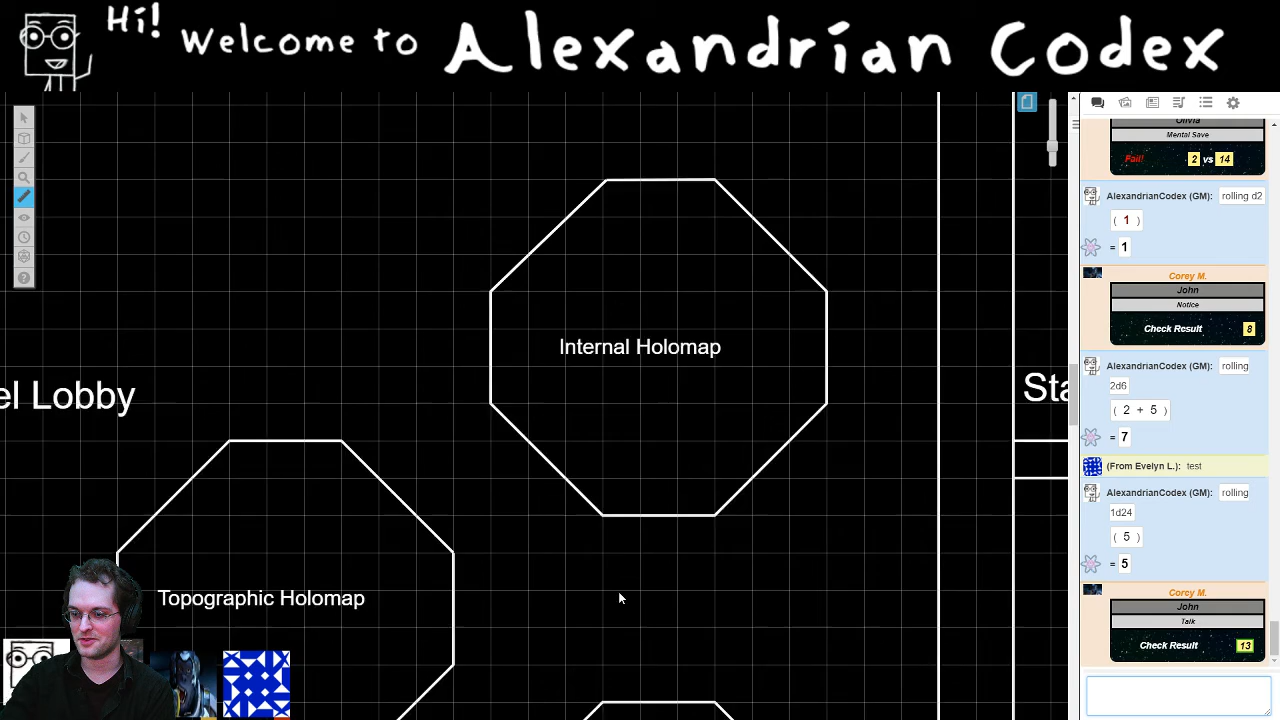 Hi! Welcome to Alexandrian Codex
Internal Holomap
el Lobby
Sta
Topographic Holomap
Olivia
Mental Save
Fail! 2 vs 14
AlexandrianCodex (GM): rolling d2
( 1 )
= 1
Corey M.
John
Notice
Check Result 8
AlexandrianCodex (GM): rolling
2d6
( 2 + 5 )
= 7
(From Evelyn L.): test
AlexandrianCodex (GM): rolling
1d24
( 5 )
= 5
Corey M.
John
Talk
Check Result 13